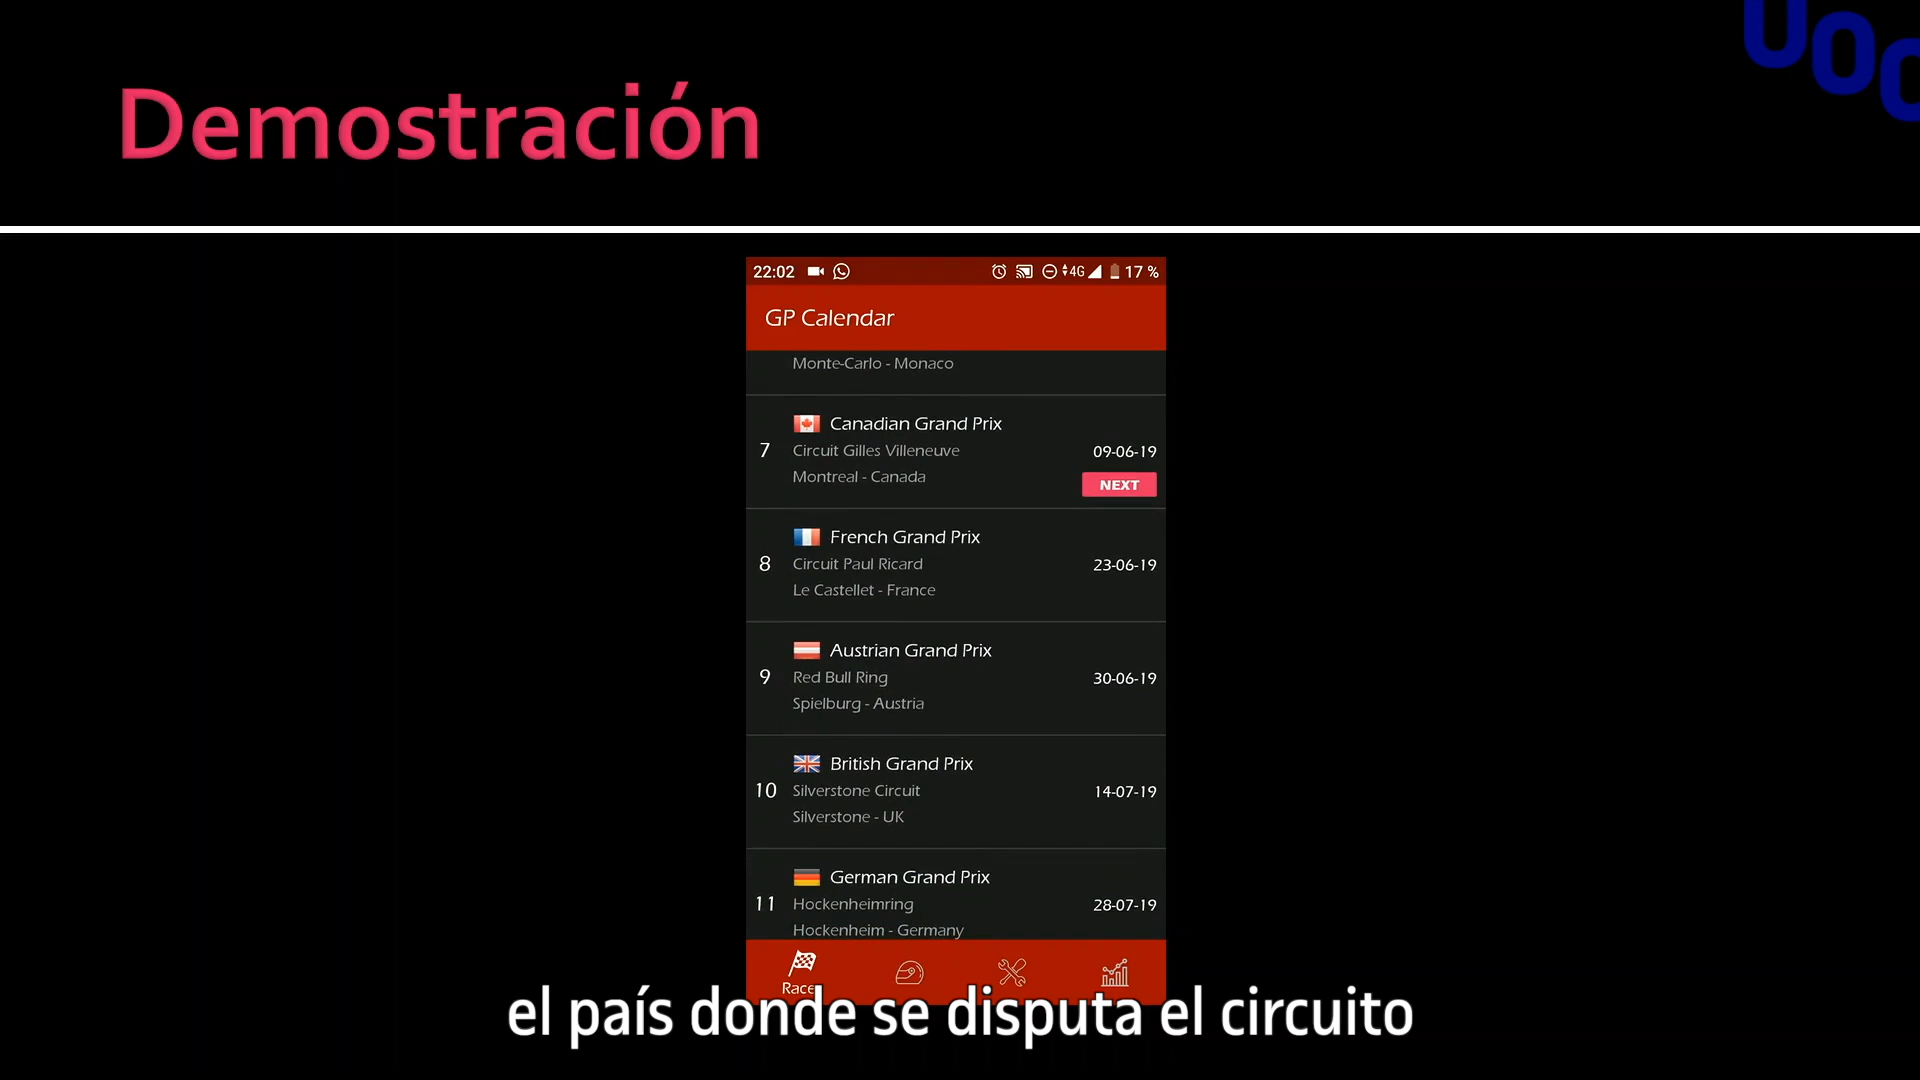 UOC
Demostración
22:02 4G 17 %
GP Calendar
Monte-Carlo - Monaco
7 Canadian Grand Prix
Circuit Gilles Villeneuve 09-06-19
Montreal - Canada
NEXT
8 French Grand Prix
Circuit Paul Ricard 23-06-19
Le Castellet - France
9 Austrian Grand Prix
Red Bull Ring 30-06-19
Spielburg - Austria
10 British Grand Prix
Silverstone Circuit 14-07-19
Silverstone - UK
11 German Grand Prix
Hockenheimring 28-07-19
Hockenheim - Germany
Race
el país donde se disputa el circuito